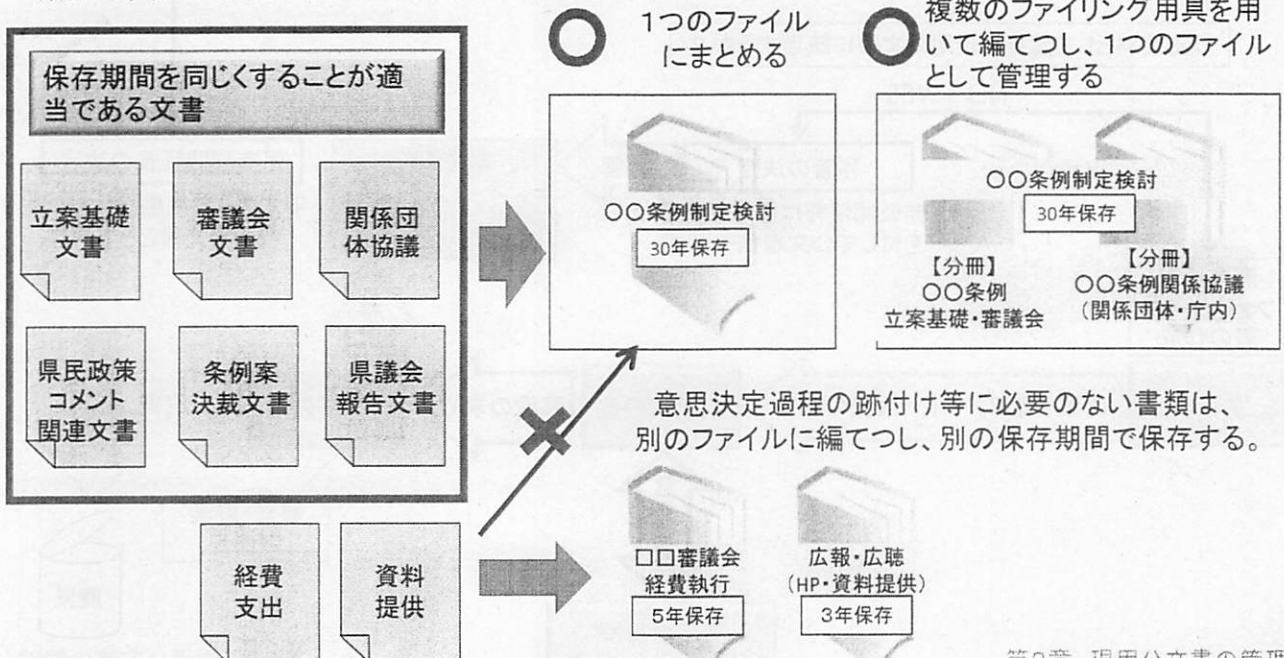 保存期間を同じくすることが適
当である文書
立案基礎
文書
審議会
文書
関係団
体協議
県民政策
コメント
関連文書
条例案
決裁文書
県議会
報告文書
経費
支出
資料
提供
1つのファイル
にまとめる
複数のファイリング用具を用
いて編てつし、1つのファイル
として管理する
〇〇条例制定検討
30年保存
〇〇条例制定検討
30年保存
【分冊】
〇〇条例
立案基礎・審議会
【分冊】
〇〇条例関係協議
(関係団体・庁内)
意思決定過程の跡付け等に必要のない書類は、
別のファイルに編てつし、別の保存期間で保存する。
□□審議会
経費執行
5年保存
広報・広聴
(HP・資料提供)
3年保存